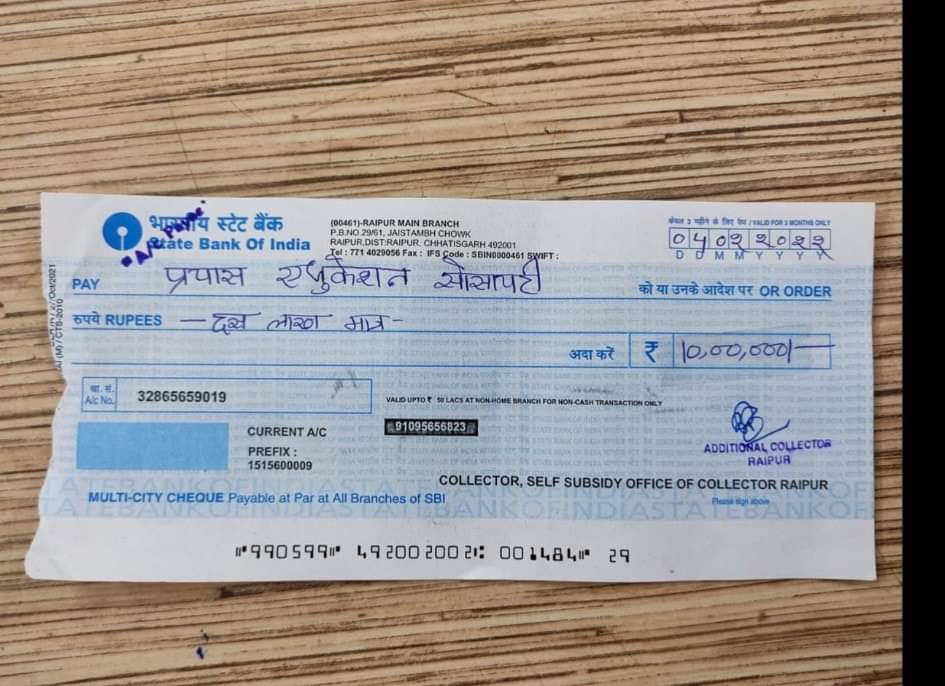 भारतीय स्टेट बैंक
State Bank Of India
A/c Payee
(00461)-RAIPUR MAIN BRANCH
P.B.NO 29/61, JAISTAMBH CHOWK
RAIPUR.DIST:RAIPUR. CHHATISGARH 492001
Tel : 771 4029056 Fax : IFS Code : SBIN0000461 SWIFT :
केवल 3 महीने के लिए वैध / VALID FOR 3 MONTHS ONLY
04022022
D D M M Y Y Y Y
PAY प्रयास एजुकेशन सोसायटी को या उनके आदेश पर OR ORDER
रुपये RUPEES — दस लाख मात्र -
अदा करें ₹ 10,00,000/—
खा. सं.
A/c No. 32865659019
VALID UPTO ₹ 50 LACS AT NON-HOME BRANCH FOR NON-CASH TRANSACTION ONLY
CURRENT A/C 91095656823
PREFIX :
1515600009
ADDITIONAL COLLECTOR
RAIPUR
COLLECTOR, SELF SUBSIDY OFFICE OF COLLECTOR RAIPUR
MULTI-CITY CHEQUE Payable at Par at All Branches of SBI
Please sign above
⑈990599⑈ 492002002⑆ 001484⑈ 29